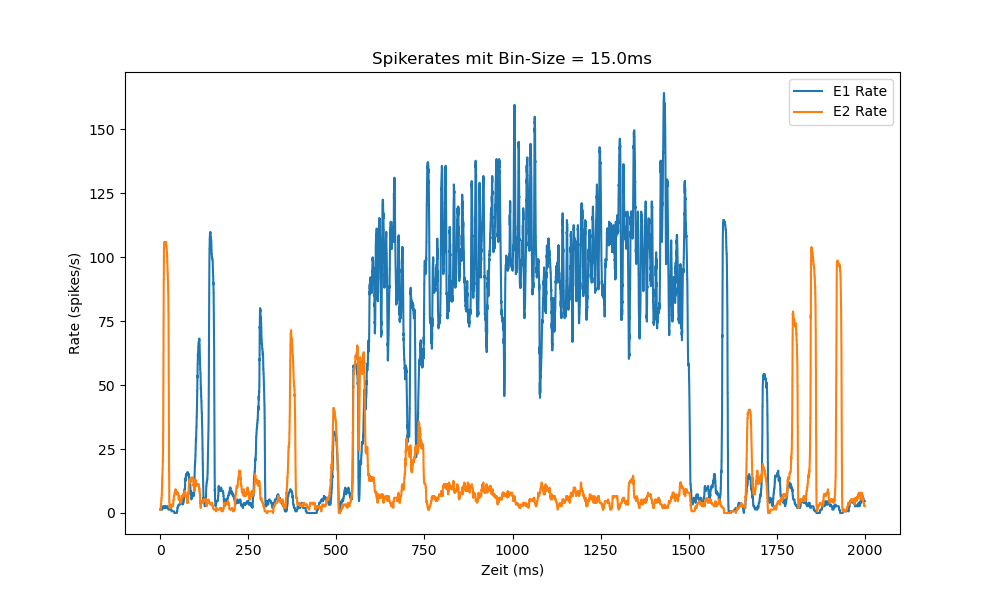 Spikerates mit Bin-Size = 15.0ms
E1 Rate
E2 Rate
Rate (spikes/s)
150
125
100
75
50
25
0
0 250 500 750 1000 1250 1500 1750 2000
Zeit (ms)